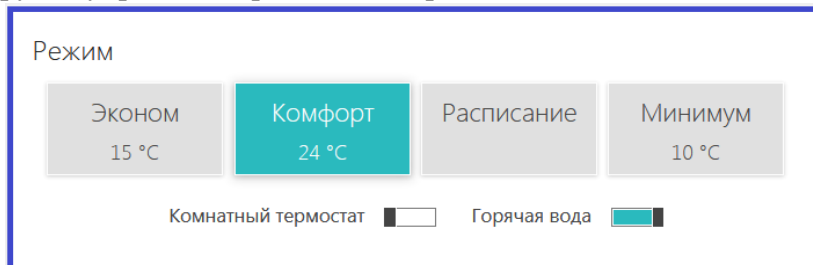 Режим
Эконом Комфорт Расписание Минимум
15 °C 24 °C 10 °C
Комнатный термостат Горячая вода